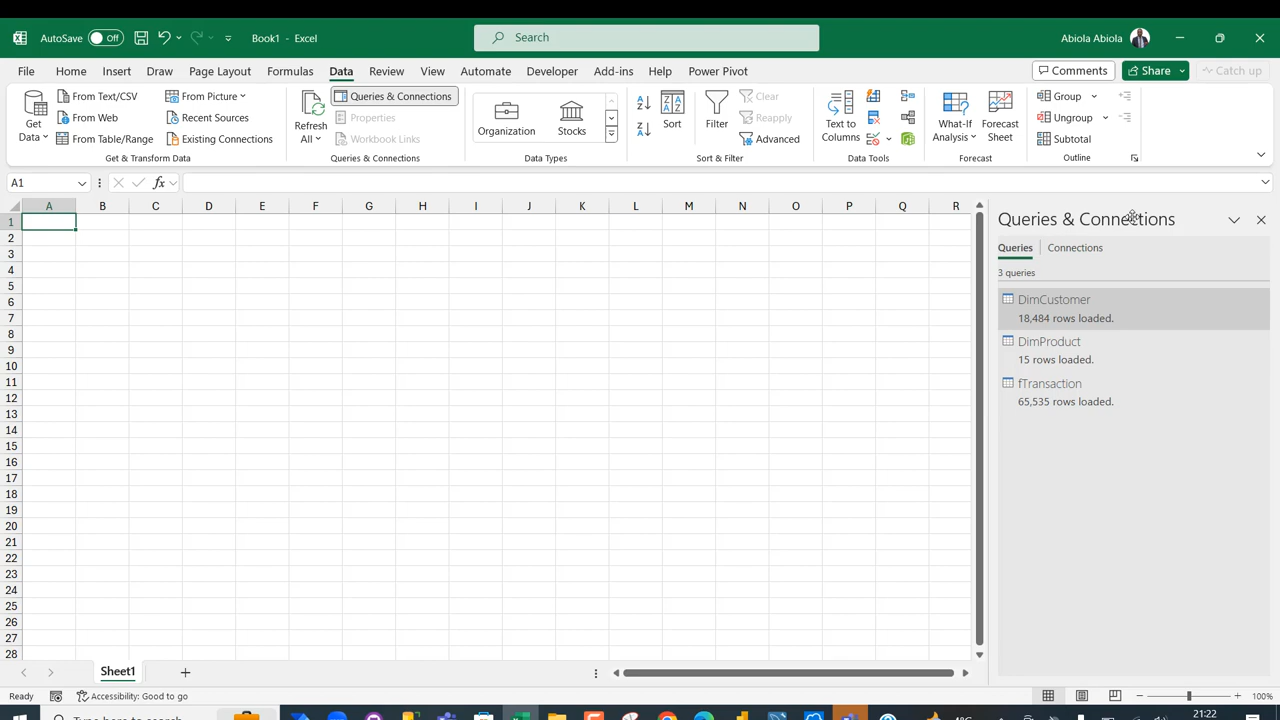 AutoSave Off Book1 - Excel Search Abiola Abiola
File Home Insert Draw Page Layout Formulas Data Review View Automate Developer Add-ins Help Power Pivot Comments Share Catch up
Get Data From Text/CSV From Picture Refresh All Queries & Connections Organization Stocks Sort Filter Clear Text to Columns What-If Analysis Forecast Sheet Group
From Web Recent Sources Properties Reapply Ungroup
From Table/Range Existing Connections Workbook Links Advanced Subtotal
Get & Transform Data Queries & Connections Data Types Sort & Filter Data Tools Forecast Outline
A1 fx
A B C D E F G H I J K L M N O P Q R
1
2
3
4
5
6
7
8
9
10
11
12
13
14
15
16
17
18
19
20
21
22
23
24
25
26
27
28
Queries & Connections
Queries Connections
3 queries
DimCustomer
18,484 rows loaded.
DimProduct
15 rows loaded.
fTransaction
65,535 rows loaded.
Sheet1
Ready Accessibility: Good to go 100%
Type here to search
21:22